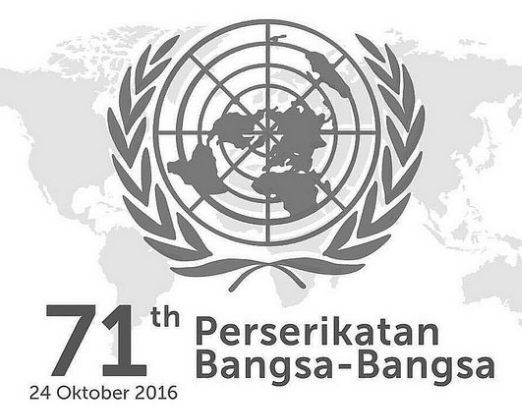 71th
Perserikatan
Bangsa-Bangsa
24 Oktober 2016